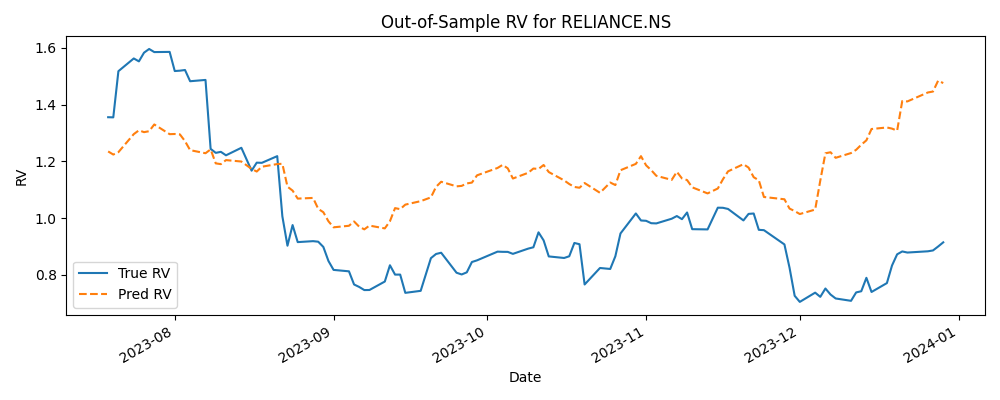 Out-of-Sample RV for RELIANCE.NS
RV
1.6
1.4
1.2
1.0
0.8
True RV
Pred RV
2023-08
2023-09
2023-10
2023-11
2023-12
2024-01
Date